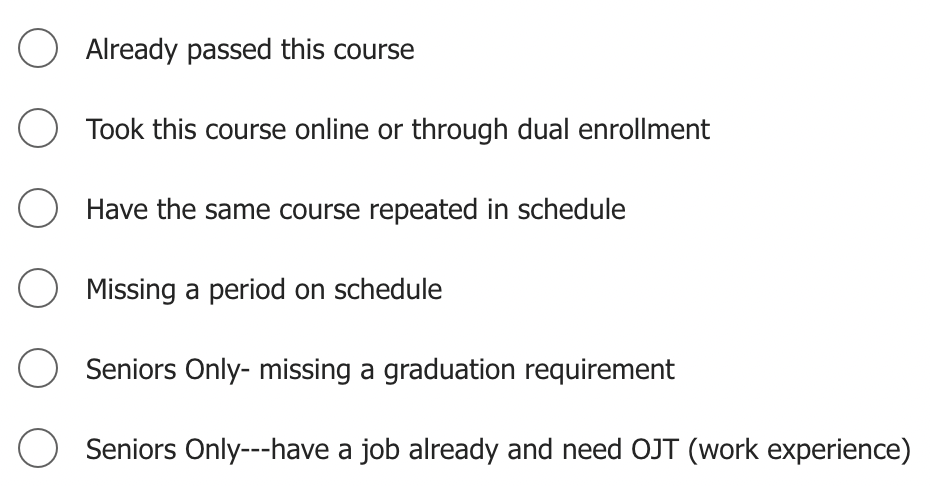 Already passed this course
Took this course online or through dual enrollment
Have the same course repeated in schedule
Missing a period on schedule
Seniors Only- missing a graduation requirement
Seniors Only---have a job already and need OJT (work experience)